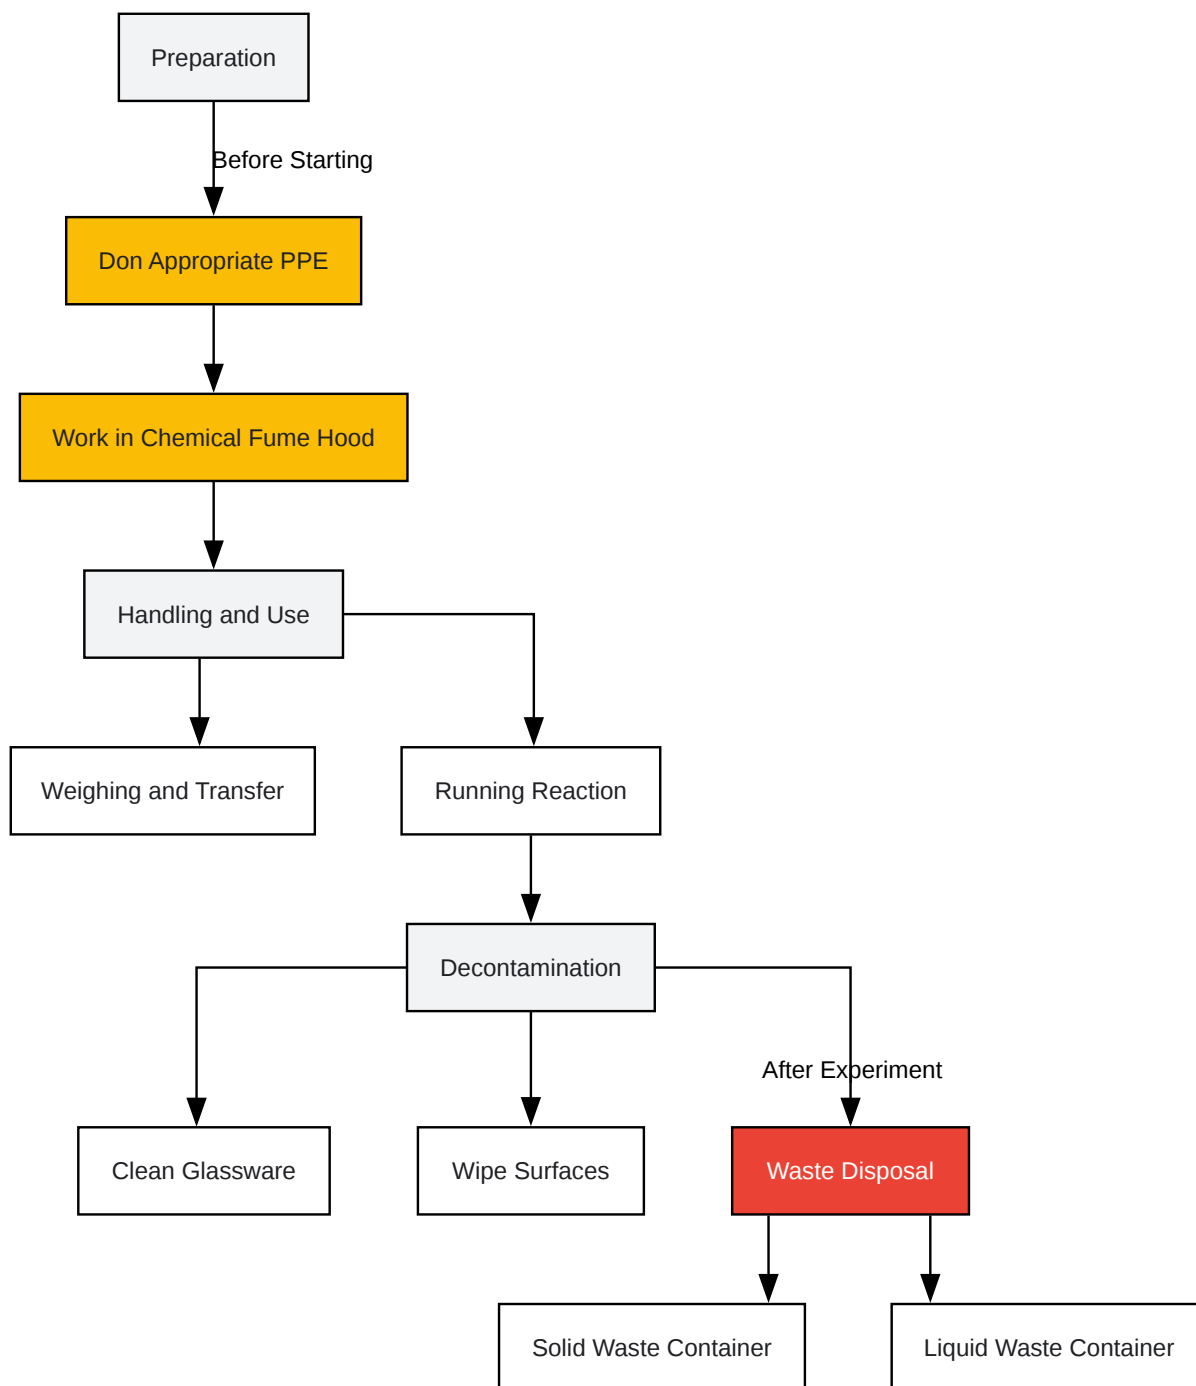 Preparation
Before Starting
Don Appropriate PPE
Work in Chemical Fume Hood
Handling and Use
Weighing and Transfer
Running Reaction
Decontamination
After Experiment
Clean Glassware
Wipe Surfaces
Waste Disposal
Solid Waste Container
Liquid Waste Container